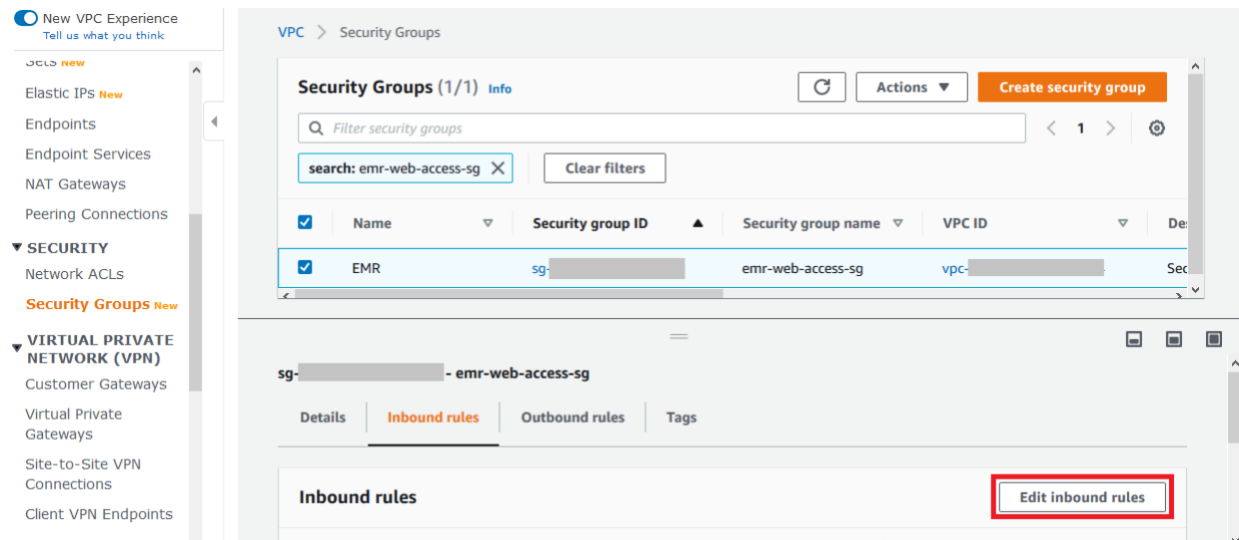 New VPC Experience
Tell us what you think
Sets New
Elastic IPs New
Endpoints
Endpoint Services
NAT Gateways
Peering Connections
SECURITY
Network ACLs
Security Groups New
VIRTUAL PRIVATE
NETWORK (VPN)
Customer Gateways
Virtual Private
Gateways
Site-to-Site VPN
Connections
Client VPN Endpoints
VPC > Security Groups
Security Groups (1/1) Info
Actions
Create security group
Filter security groups
1
search: emr-web-access-sg
Clear filters
Name Security group ID Security group name VPC ID Des
EMR sg- emr-web-access-sg vpc- Sec
sg- - emr-web-access-sg
Details Inbound rules Outbound rules Tags
Inbound rules
Edit inbound rules